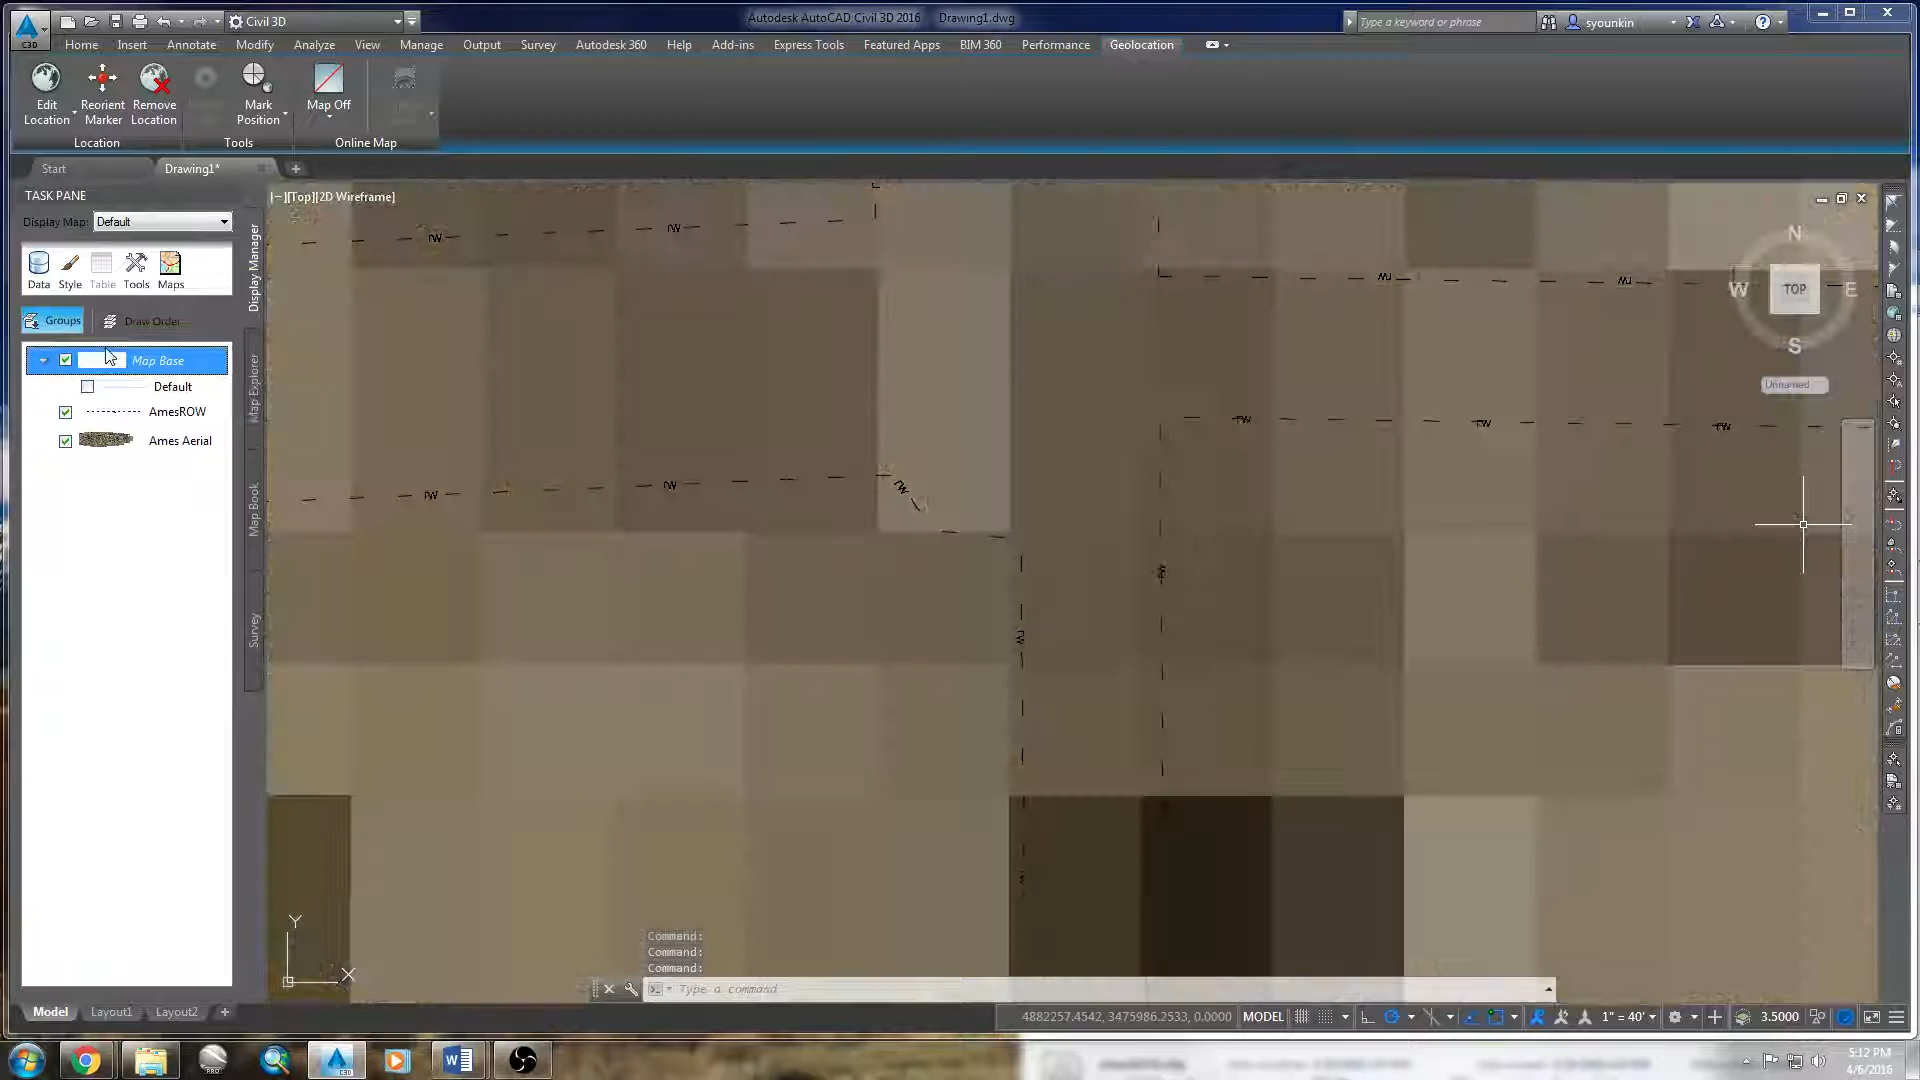 Civil 3D
Autodesk AutoCAD Civil 3D 2016 Drawing1.dwg
Type a keyword or phrase
syounkin
C3D
Home Insert Annotate Modify Analyze View Manage Output Survey Autodesk 360 Help Add-ins Express Tools Featured Apps BIM 360 Performance Geolocation
Edit Location
Reorient Marker
Remove Location
Mark Position
Map Off
Location Tools Online Map
Start Drawing1*
TASK PANE
Display Map: Default
Data Style Table Tools Maps
Groups Draw Order
Map Base
Default
AmesROW
Ames Aerial
Display Manager
Map Explorer
Map Book
Survey
[−][Top][2D Wireframe]
N
W TOP E
S
Unnamed
Y
X
Command:
Command:
Command:
Type a command
Model Layout1 Layout2
4882257.4542, 3475986.2533, 0.0000 MODEL 1" = 40' 3.5000
PRO
C3D
5:12 PM
4/6/2016